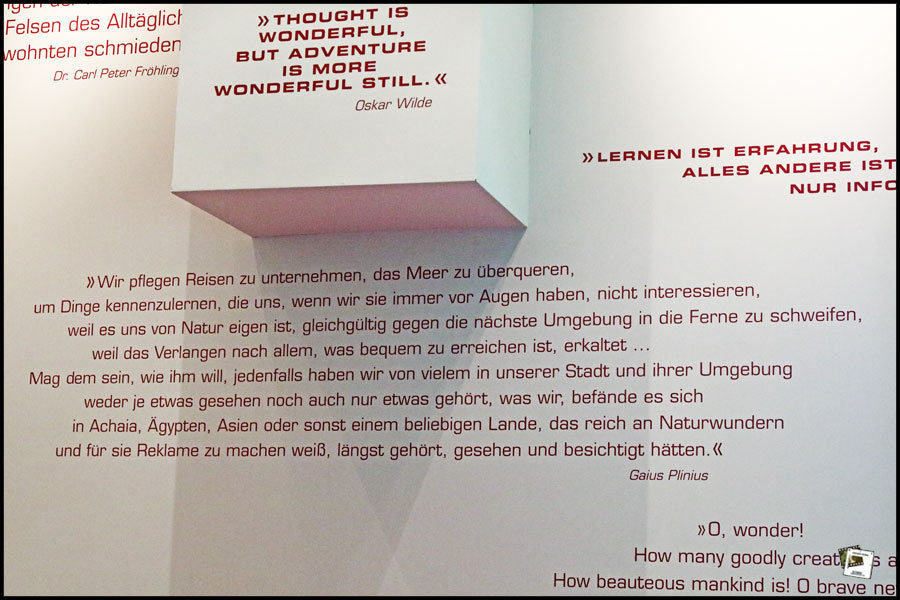 Felsen des Alltäglich
wohnten schmieden
Dr. Carl Peter Fröhling
»THOUGHT IS
WONDERFUL,
BUT ADVENTURE
IS MORE
WONDERFUL STILL.«
Oskar Wilde
»LERNEN IST ERFAHRUNG,
ALLES ANDERE IST
NUR INFO
»Wir pflegen Reisen zu unternehmen, das Meer zu überqueren,
um Dinge kennenzulernen, die uns, wenn wir sie immer vor Augen haben, nicht interessieren,
weil es uns von Natur eigen ist, gleichgültig gegen die nächste Umgebung in die Ferne zu schweifen,
weil das Verlangen nach allem, was bequem zu erreichen ist, erkaltet ...
Mag dem sein, wie ihm will, jedenfalls haben wir von vielem in unserer Stadt und ihrer Umgebung
weder je etwas gesehen noch auch nur etwas gehört, was wir, befände es sich
in Achaia, Ägypten, Asien oder sonst einem beliebigen Lande, das reich an Naturwundern
und für sie Reklame zu machen weiß, längst gehört, gesehen und besichtigt hätten.«
Gaius Plinius
»O, wonder!
How many goodly a
How beauteous mankind is! O brave ne